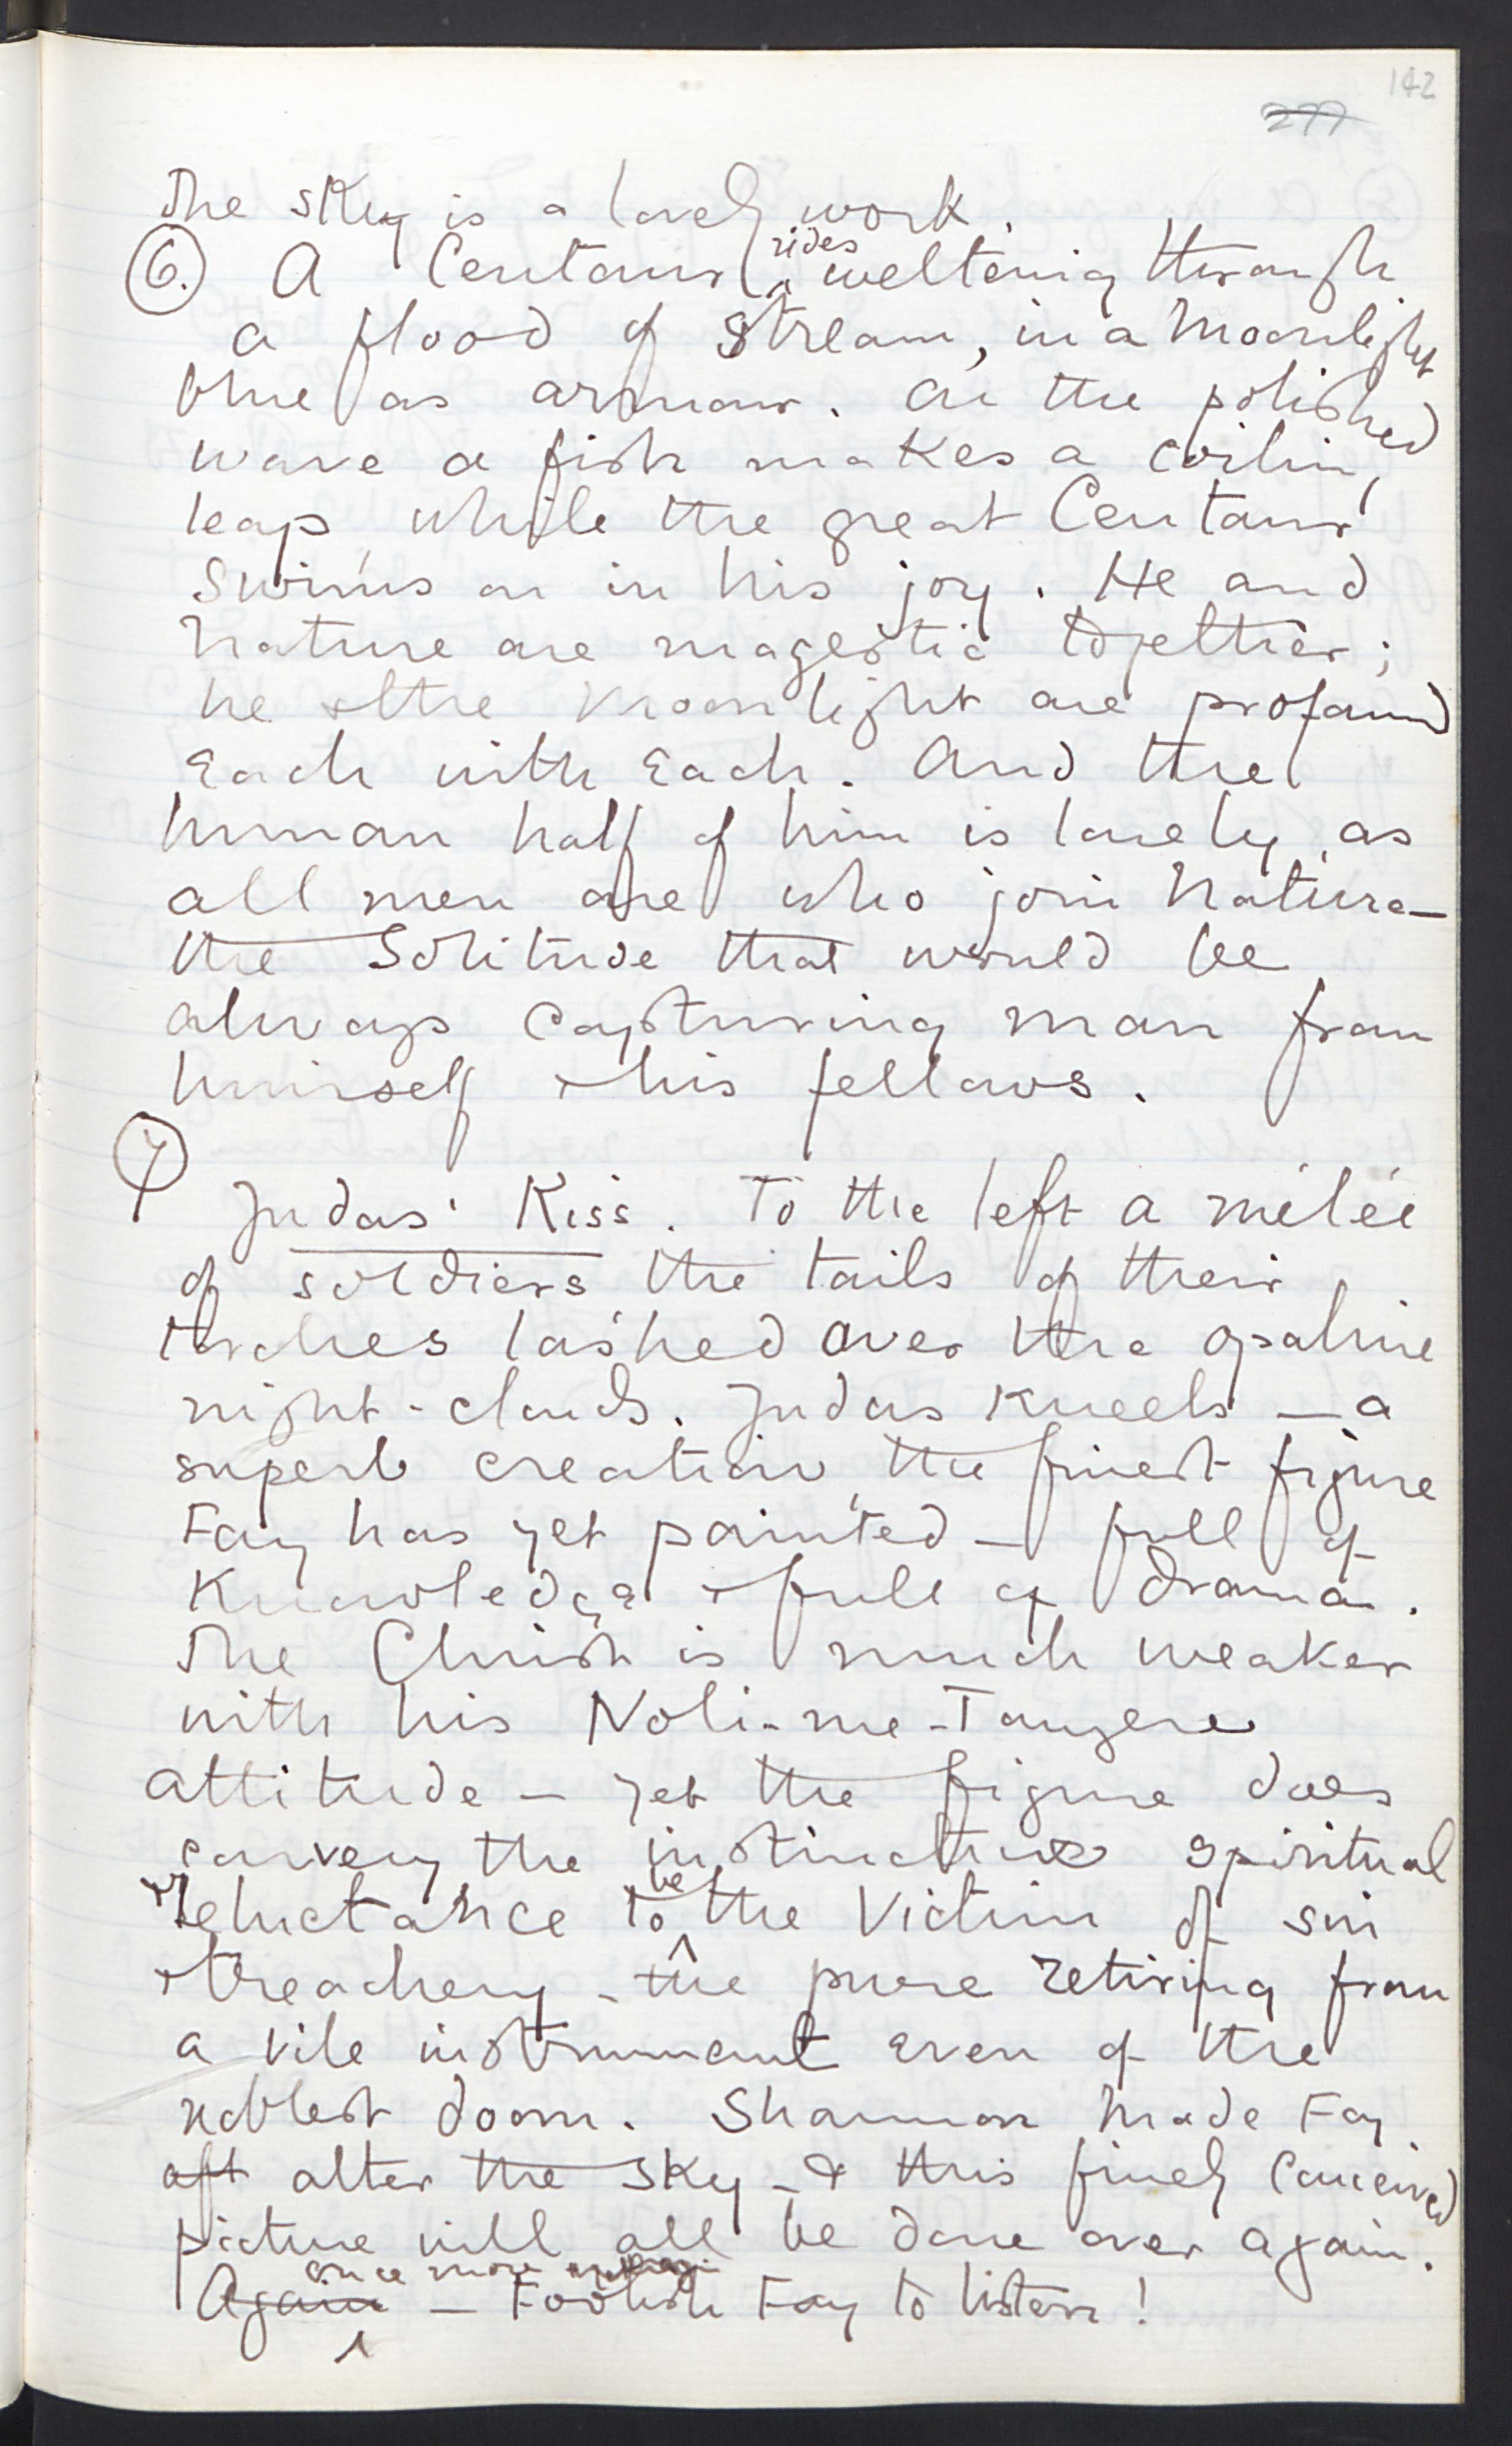 142
277
The sky is a lovely work.
6. A Centaur rides weltering through
a flood of stream, in a moonlight
blue as armour. On the polished
wave a fish makes a coiling
leap, while the great Centaur
swims on in his joy. He and
Nature are magestic together;
he & the moonlight are profound
Each with Each. And the
human half of him is lonely, as
all men are who join Nature—
the Solitude that would be
always capturing man from
himself & his fellows.
7
Judas' Kiss. To the left a mêlée
of soldiers the tails of their
torches lashed over the opaline
night-clouds. Judas kneels — a
superb creation, the finest figure
Fay has yet painted — full of
Knowledge & full of drama.
The Christ is much weaker
with his Noli-me-Tangere
attitude — yet the figure does
convey the instinctive spiritual
reluctance to be the Victim of sin
& treachery — the pure retiring from
a vile instrument even of the
noblest doom. Shannon made Fay
aft alter the sky — & this finely conceived
picture will all be done over again.
once more
Again — Foolish Fay to listen!